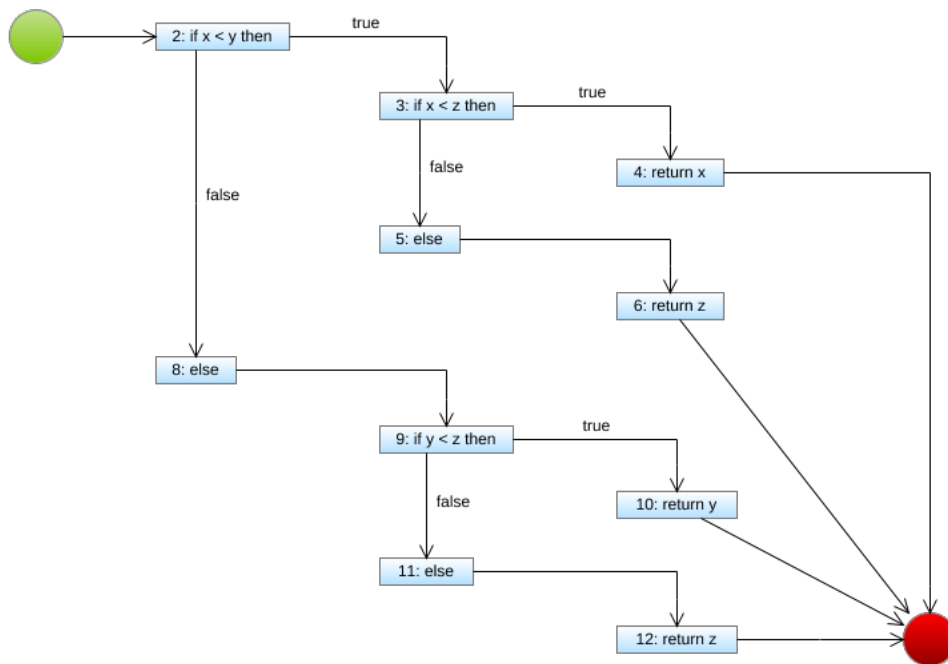 2: if x < y then
true
3: if x < z then
true
false
4: return x
false
5: else
6: return z
8: else
9: if y < z then
true
10: return y
false
11: else
12: return z